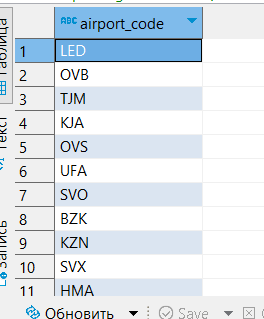 airport_code
1 LED
2 OVB
3 TJM
4 KJA
5 OVS
6 UFA
7 SVO
8 BZK
9 KZN
10 SVX
11 HMA
Таблица
Текст
Запись
Обновить Save